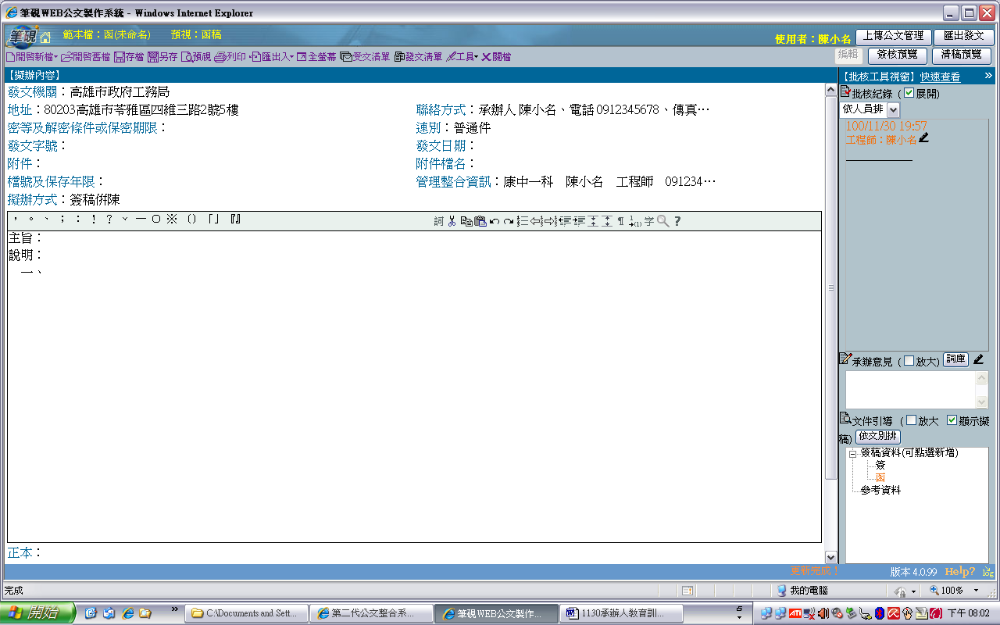 筆硯WEB公文製作系統 - Windows Internet Explorer
筆硯 範本檔：函(未命名) 預視：函稿 使用者：陳小名 上傳公文管理 匯出發文
開啓新檔 開啓舊檔 存檔 另存 預視 列印 匯出入 全螢幕 受文清單 發文清單 工具 關檔 編輯 簽核預覽 清稿預覽
【擬辦內容】
發文機關：高雄市政府工務局
地址：80203高雄市苓雅區四維三路2號5樓 聯絡方式：承辦人 陳小名、電話 0912345678、傳真…
密等及解密條件或保密期限： 速別：普通件
發文字號： 發文日期：
附件： 附件檔名：
檔號及保存年限： 管理整合資訊：康中一科 陳小名 工程師 091234…
擬辦方式：簽稿併陳
， 。 、 ； ： ！ ？ ˇ — ○ ※ () 「」 『』 詞 ¶ 字 ?
主旨：
說明：
一、
正本：
【批核工具視窗】 快速查看 »
批核紀錄 ( 展開)
依人員排
100/11/30 19:57
工程師：陳小名
承辦意見 ( 放大) 詞庫
文件引導 ( 放大 顯示擬
稿) 依文別排
簽稿資料(可點選新增)
簽
函
參考資料
更新完成！ 版本 4.0.99 Help? log
完成 我的電腦 100%
開始 » C:\Documents and Sett... 第二代公文整合系... 筆硯WEB公文製作... 1130承辦人教育訓... ATI 下午 08:02